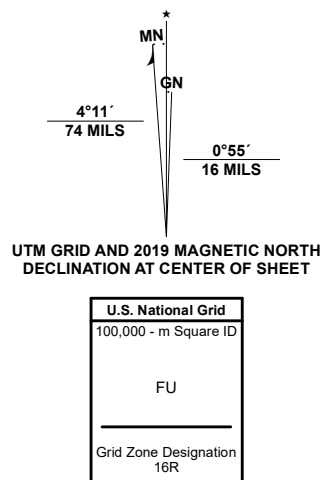 ★
MN
GN
4°11´
74 MILS
0°55´
16 MILS
UTM GRID AND 2019 MAGNETIC NORTH
DECLINATION AT CENTER OF SHEET
U.S. National Grid
100,000 - m Square ID
FU
Grid Zone Designation
16R